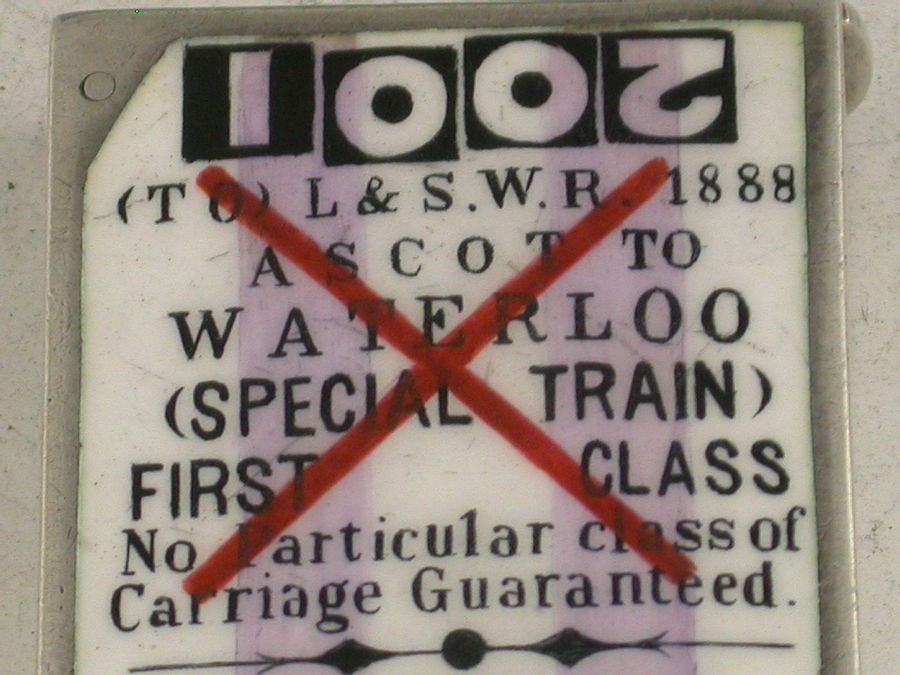 2001
(TO) L & S.W.R. 1888
ASCOT TO
WATERLOO
(SPECIAL TRAIN)
FIRST CLASS
No Particular class of
Carriage Guaranteed.